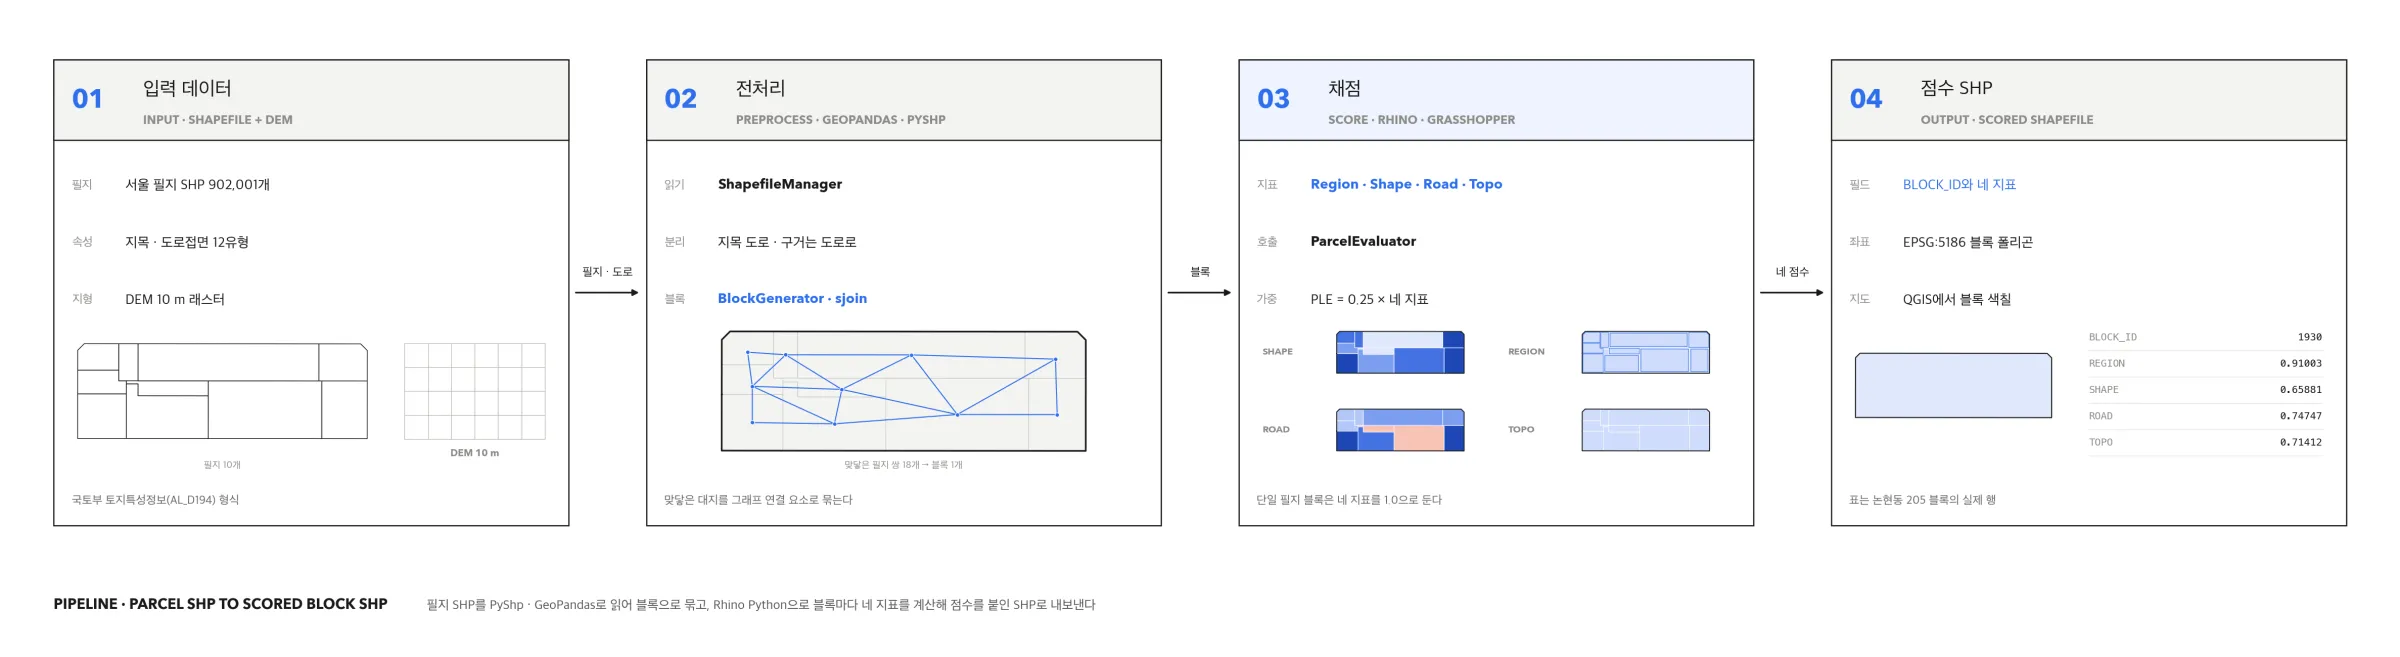 01 입력 데이터
INPUT · SHAPEFILE + DEM
필지 서울 필지 SHP 902,001개
속성 지목 · 도로접면 12유형
지형 DEM 10 m 래스터
DEM 10 m
필지 10개
국토부 토지특성정보(AL_D194) 형식
필지 · 도로
02 전처리
PREPROCESS · GEOPANDAS · PYSHP
읽기 ShapefileManager
분리 지목 도로 · 구거는 도로로
블록 BlockGenerator · sjoin
맞닿은 필지 쌍 18개 → 블록 1개
맞닿은 대지를 그래프 연결 요소로 묶는다
블록
03 채점
SCORE · RHINO · GRASSHOPPER
지표 Region · Shape · Road · Topo
호출 ParcelEvaluator
가중 PLE = 0.25 × 네 지표
SHAPE
REGION
ROAD
TOPO
단일 필지 블록은 네 지표를 1.0으로 둔다
네 점수
04 점수 SHP
OUTPUT · SCORED SHAPEFILE
필드 BLOCK_ID와 네 지표
좌표 EPSG:5186 블록 폴리곤
지도 QGIS에서 블록 색칠
BLOCK_ID 1930
REGION 0.91003
SHAPE 0.65881
ROAD 0.74747
TOPO 0.71412
표는 논현동 205 블록의 실제 행
PIPELINE · PARCEL SHP TO SCORED BLOCK SHP 필지 SHP를 PyShp · GeoPandas로 읽어 블록으로 묶고, Rhino Python으로 블록마다 네 지표를 계산해 점수를 붙인 SHP로 내보낸다